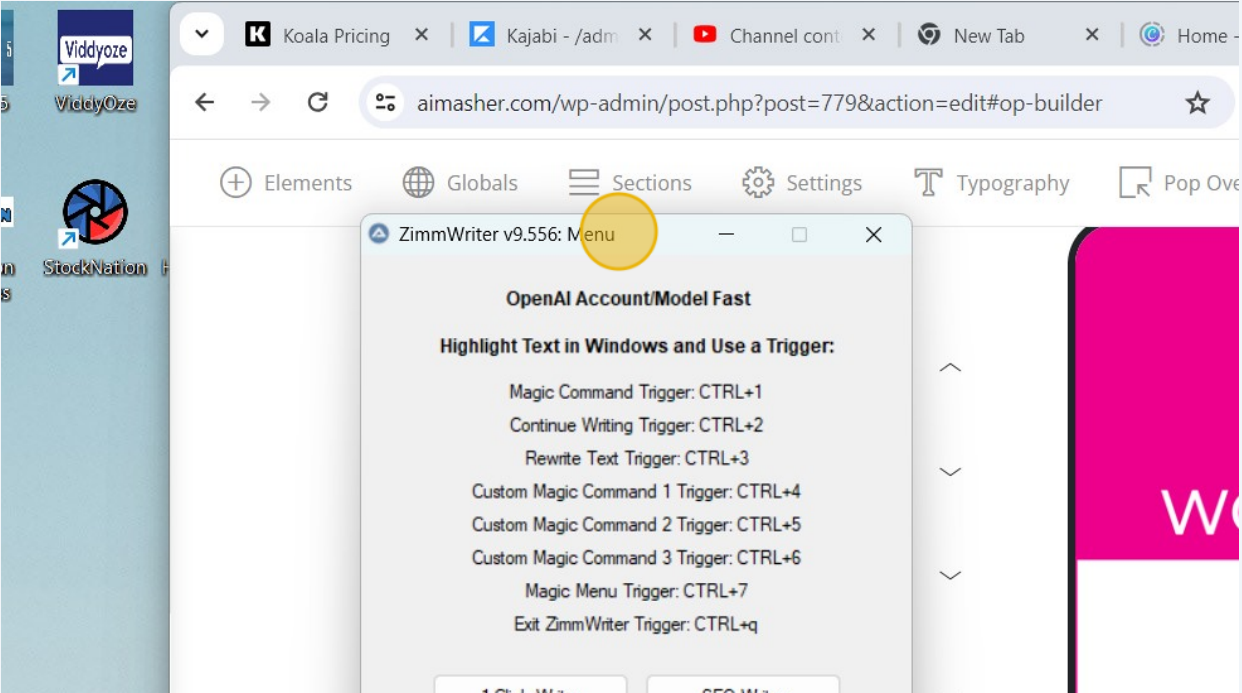 5
Viddyoze
5
ViddyOze
N
on
s
StockNation
H
K Koala Pricing
Kajabi - /adm
Channel cont
New Tab
Home -
aimasher.com/wp-admin/post.php?post=779&action=edit#op-builder
Elements
Globals
Sections
Settings
Typography
Pop Ove
ZimmWriter v9.556: Menu
OpenAI Account/Model Fast
Highlight Text in Windows and Use a Trigger:
Magic Command Trigger: CTRL+1
Continue Writing Trigger: CTRL+2
Rewrite Text Trigger: CTRL+3
Custom Magic Command 1 Trigger: CTRL+4
Custom Magic Command 2 Trigger: CTRL+5
Custom Magic Command 3 Trigger: CTRL+6
Magic Menu Trigger: CTRL+7
Exit ZimmWriter Trigger: CTRL+q